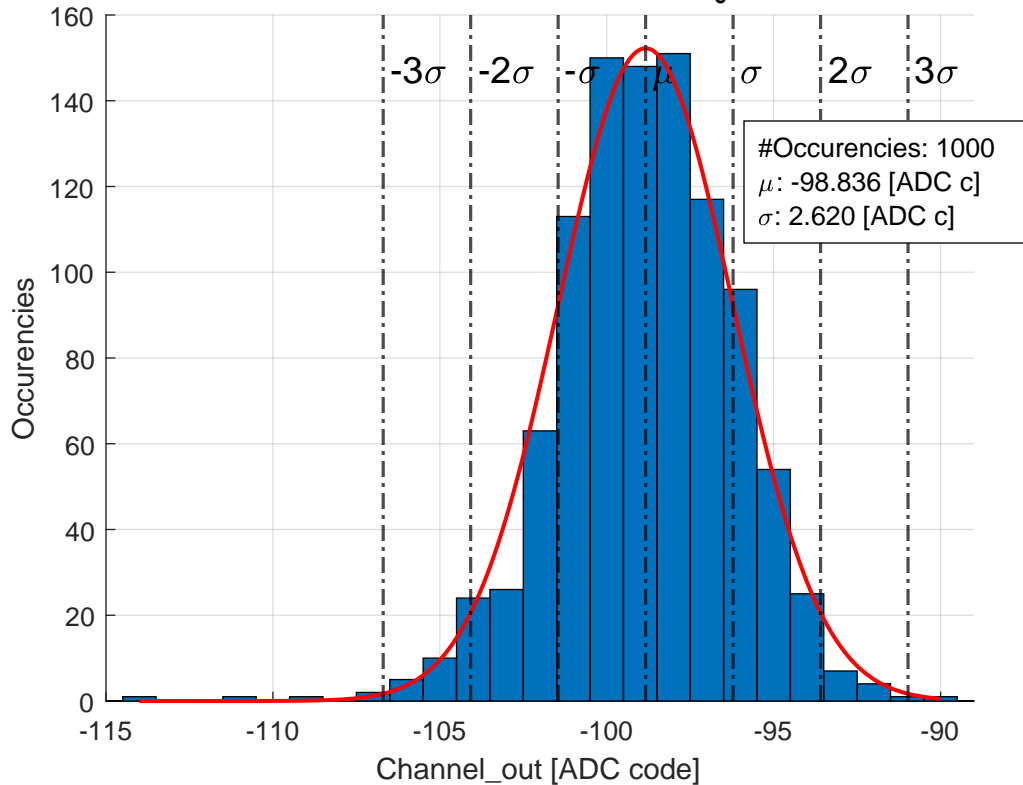 160
140
120
100
80
60
40
20
0
-3σ
-2σ
-σ
μ
σ
2σ
3σ
#Occurencies: 1000
μ: -98.836 [ADC c]
σ: 2.620 [ADC c]
Occurencies
-115
-110
-105
-100
-95
-90
Channel_out [ADC code]